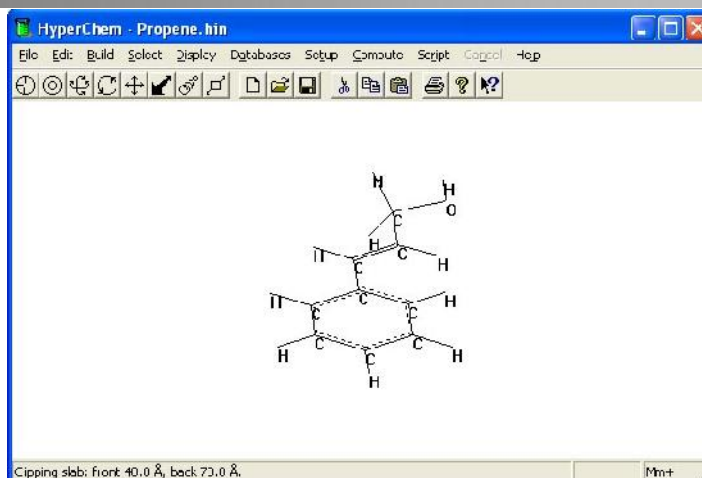 HyperChem - Propene.hin
File Edit Build Select Display Databases Setup Compute Script Cancel Help
H
H
C
O
H
C
H
H
C
H
C
H
C
C
H
C
C
H
C
H
Clipping slab: front 40.0 Å, back 70.0 Å.
Mm+